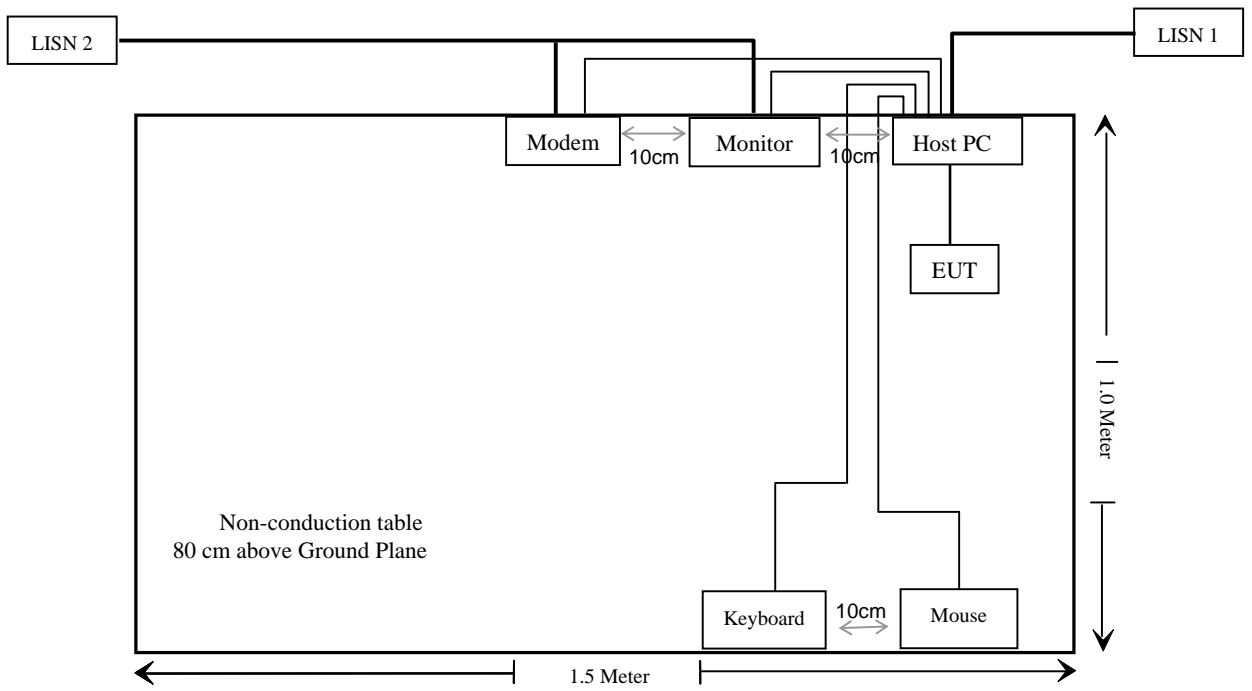 LISN 2
LISN 1
Modem
10cm
Monitor
10cm
Host PC
EUT
1.0 Meter
Non-conduction table
80 cm above Ground Plane
Keyboard
10cm
Mouse
1.5 Meter